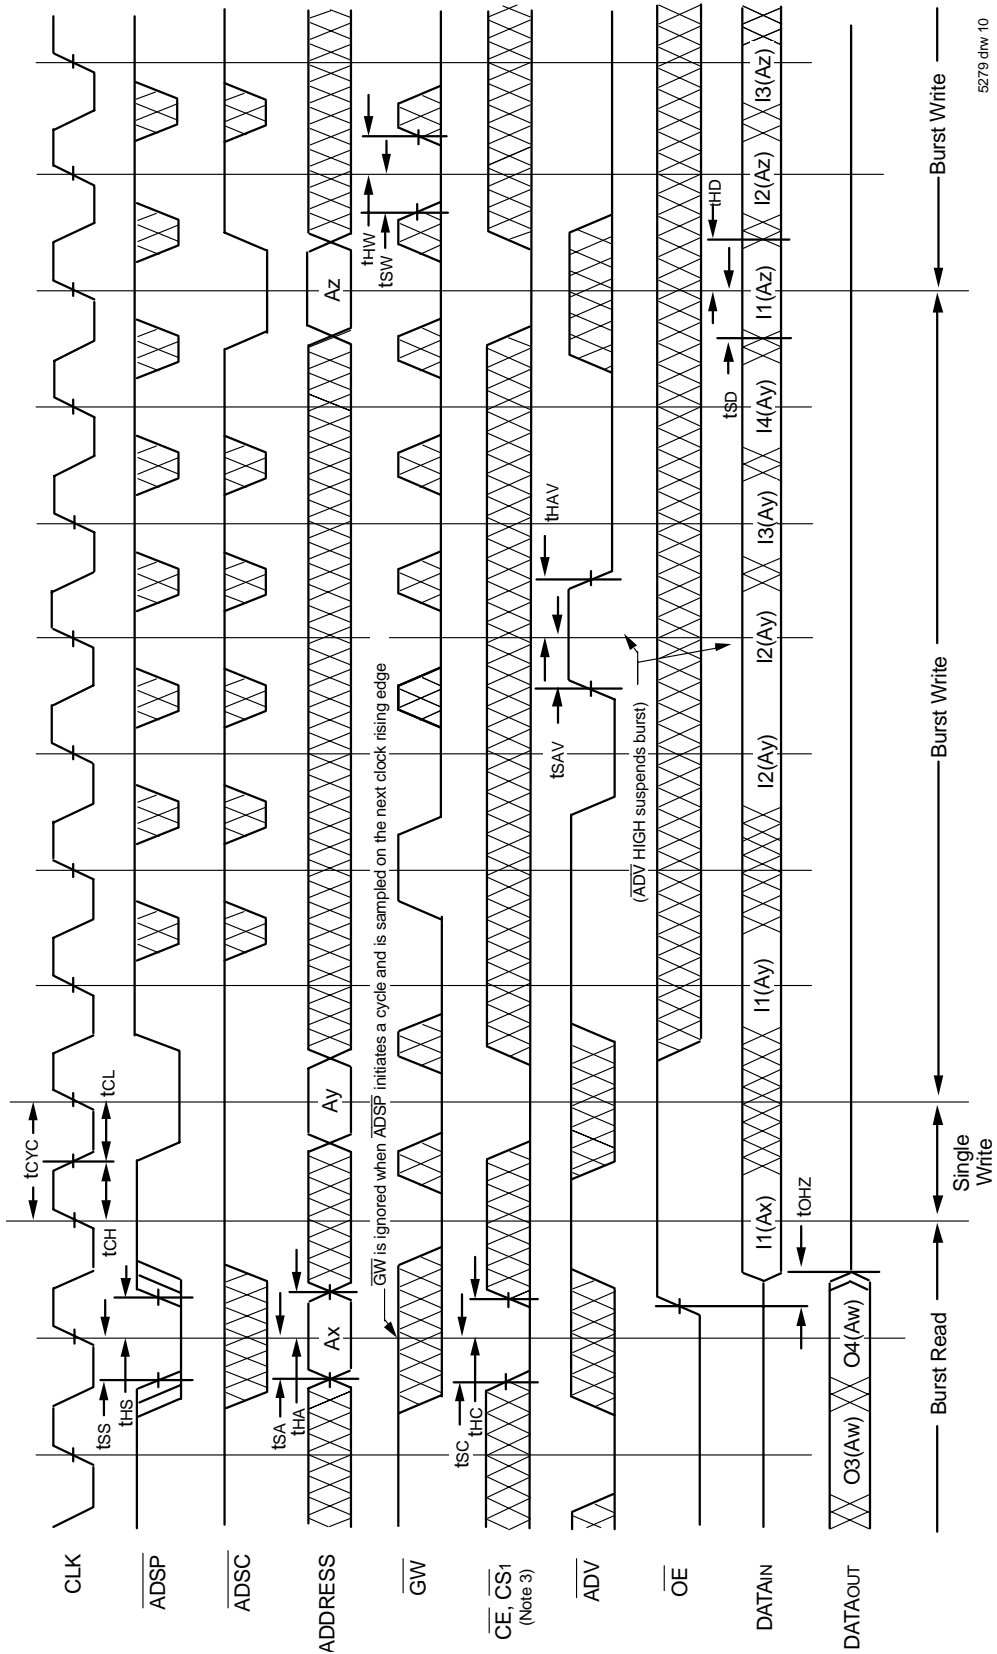 CLK
tCYC
tCH
tCL
ADSP
tSS
tHS
ADSC
ADDRESS
tSA
tHA
Ax
Ay
Az
GW
GW is ignored when ADSP initiates a cycle and is sampled on the next clock rising edge
tHW
tSW
CE, CS1
(Note 3)
tSC
tHC
ADV
tSAV
tHAV
(ADV HIGH suspends burst)
OE
DATAIN
I1(Ax)
I1(Ay)
I2(Ay)
I2(Ay)
I3(Ay)
I4(Ay)
I1(Az)
I2(Az)
I3(Az)
tSD
tHD
tOHZ
DATAOUT
O3(Aw)
O4(Aw)
Burst Read
Single
Write
Burst Write
Burst Write
5279 drw 10